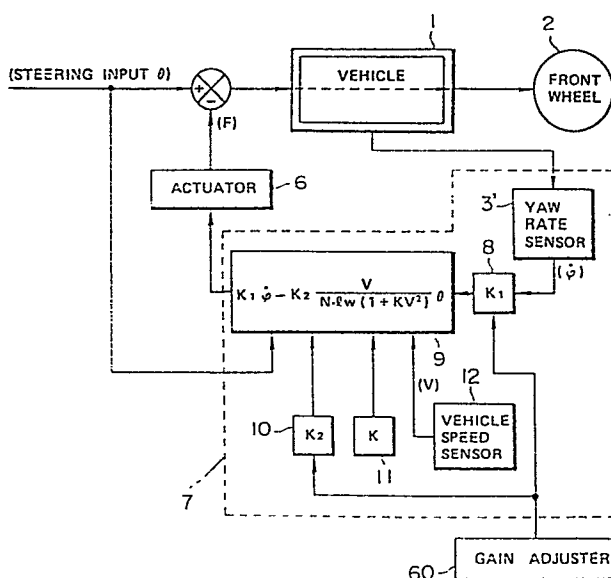 1
2
(STEERING INPUT θ)
+
−
VEHICLE
FRONT
WHEEL
(F)
ACTUATOR
6
3'
YAW
RATE
SENSOR
8
(φ̇)
K₁ φ̇ − K₂ V / N·ℓw (1 + KV²) θ
K₁
9
(V)
12
10
K₂
K
11
VEHICLE
SPEED
SENSOR
7
60
GAIN ADJUSTER